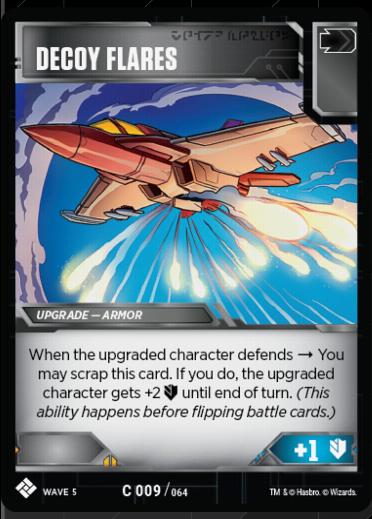 DECOY FLARES
UPGRADE — ARMOR
When the upgraded character defends → You
may scrap this card. If you do, the upgraded
character gets +2 until end of turn. (This
ability happens before flipping battle cards.)
+1
WAVE 5 C 009/064 TM & © Hasbro. © Wizards.